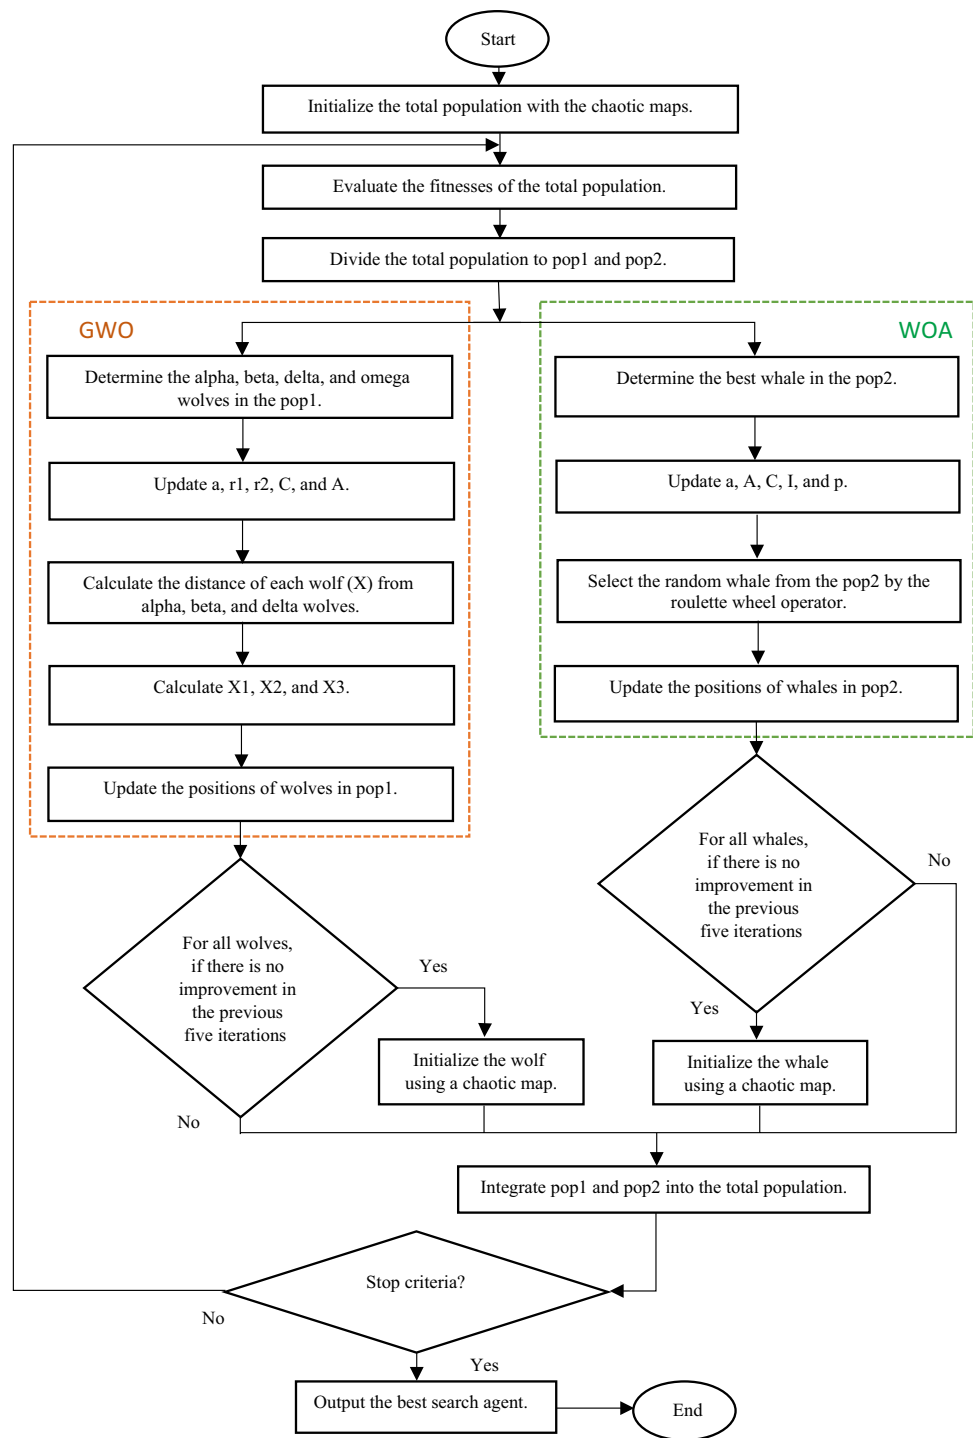 Start
Initialize the total population with the chaotic maps.
Evaluate the fitnesses of the total population.
Divide the total population to pop1 and pop2.
GWO
Determine the alpha, beta, delta, and omega
wolves in the pop1.
Update a, r1, r2, C, and A.
Calculate the distance of each wolf (X) from
alpha, beta, and delta wolves.
Calculate X1, X2, and X3.
Update the positions of wolves in pop1.
For all wolves,
if there is no
improvement in
the previous
five iterations
Yes
Initialize the wolf
using a chaotic map.
No
WOA
Determine the best whale in the pop2.
Update a, A, C, I, and p.
Select the random whale from the pop2 by the
roulette wheel operator.
Update the positions of whales in pop2.
For all whales,
if there is no
improvement in
the previous
five iterations
No
Yes
Initialize the whale
using a chaotic map.
Integrate pop1 and pop2 into the total population.
Stop criteria?
No
Yes
Output the best search agent.
End